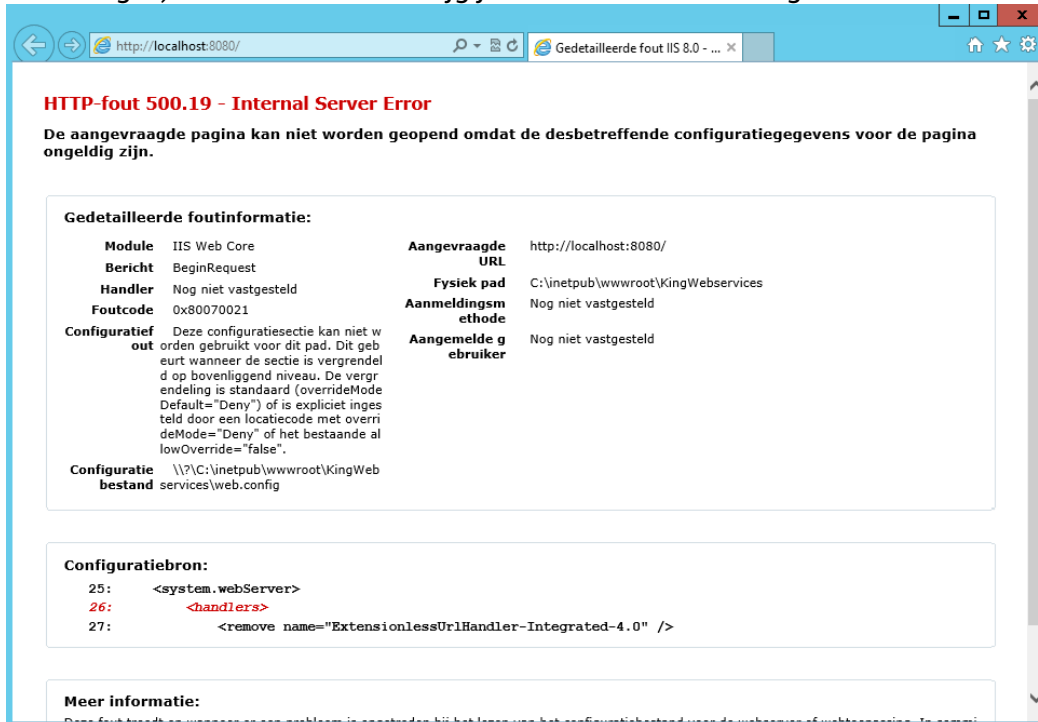 http://localhost:8080/
Gedetailleerde fout IIS 8.0 - ...
HTTP-fout 500.19 - Internal Server Error
De aangevraagde pagina kan niet worden geopend omdat de desbetreffende configuratiegegevens voor de pagina
ongeldig zijn.
Gedetailleerde foutinformatie:
Module IIS Web Core
Bericht BeginRequest
Handler Nog niet vastgesteld
Foutcode 0x80070021
Configuratief
out
Deze configuratiesectie kan niet w
orden gebruikt voor dit pad. Dit geb
eurt wanneer de sectie is vergrendel
d op bovenliggend niveau. De vergr
endeling is standaard (overrideMode
Default="Deny") of is expliciet inges
teld door een locatiecode met overri
deMode="Deny" of het bestaande al
lowOverride="false".
Configuratie
bestand
\\?\C:\inetpub\wwwroot\KingWeb
services\web.config
Aangevraagde
URL
http://localhost:8080/
Fysiek pad C:\inetpub\wwwroot\KingWebservices
Aanmeldingsm
ethode
Nog niet vastgesteld
Aangemelde g
ebruiker
Nog niet vastgesteld
Configuratiebron:
25: <system.webServer>
26: <handlers>
27: <remove name="ExtensionlessUrlHandler-Integrated-4.0" />
Meer informatie: